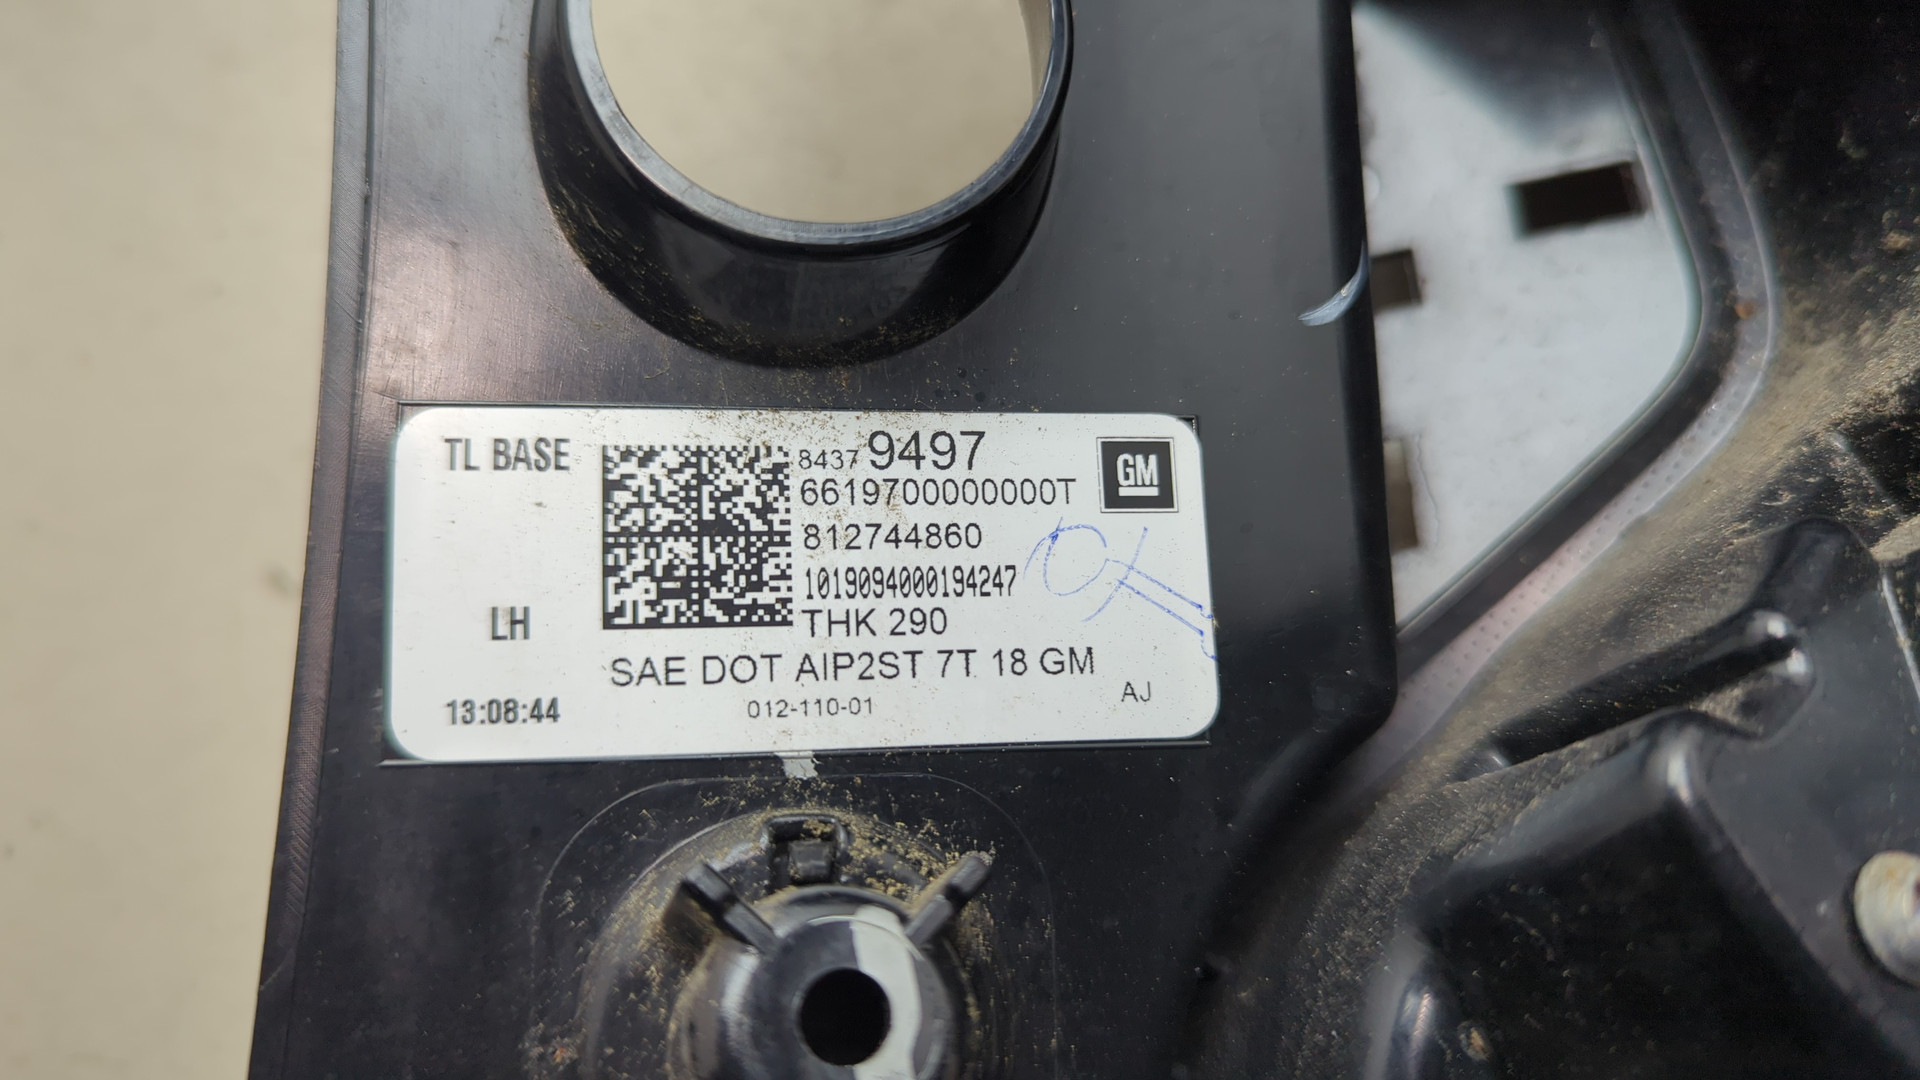 TL BASE
84379497
GM
6619700000000T
812744860
1019094000194247
LH
THK 290
SAE DOT AIP2ST 7T 18 GM
13:08:44
012-110-01
AJ